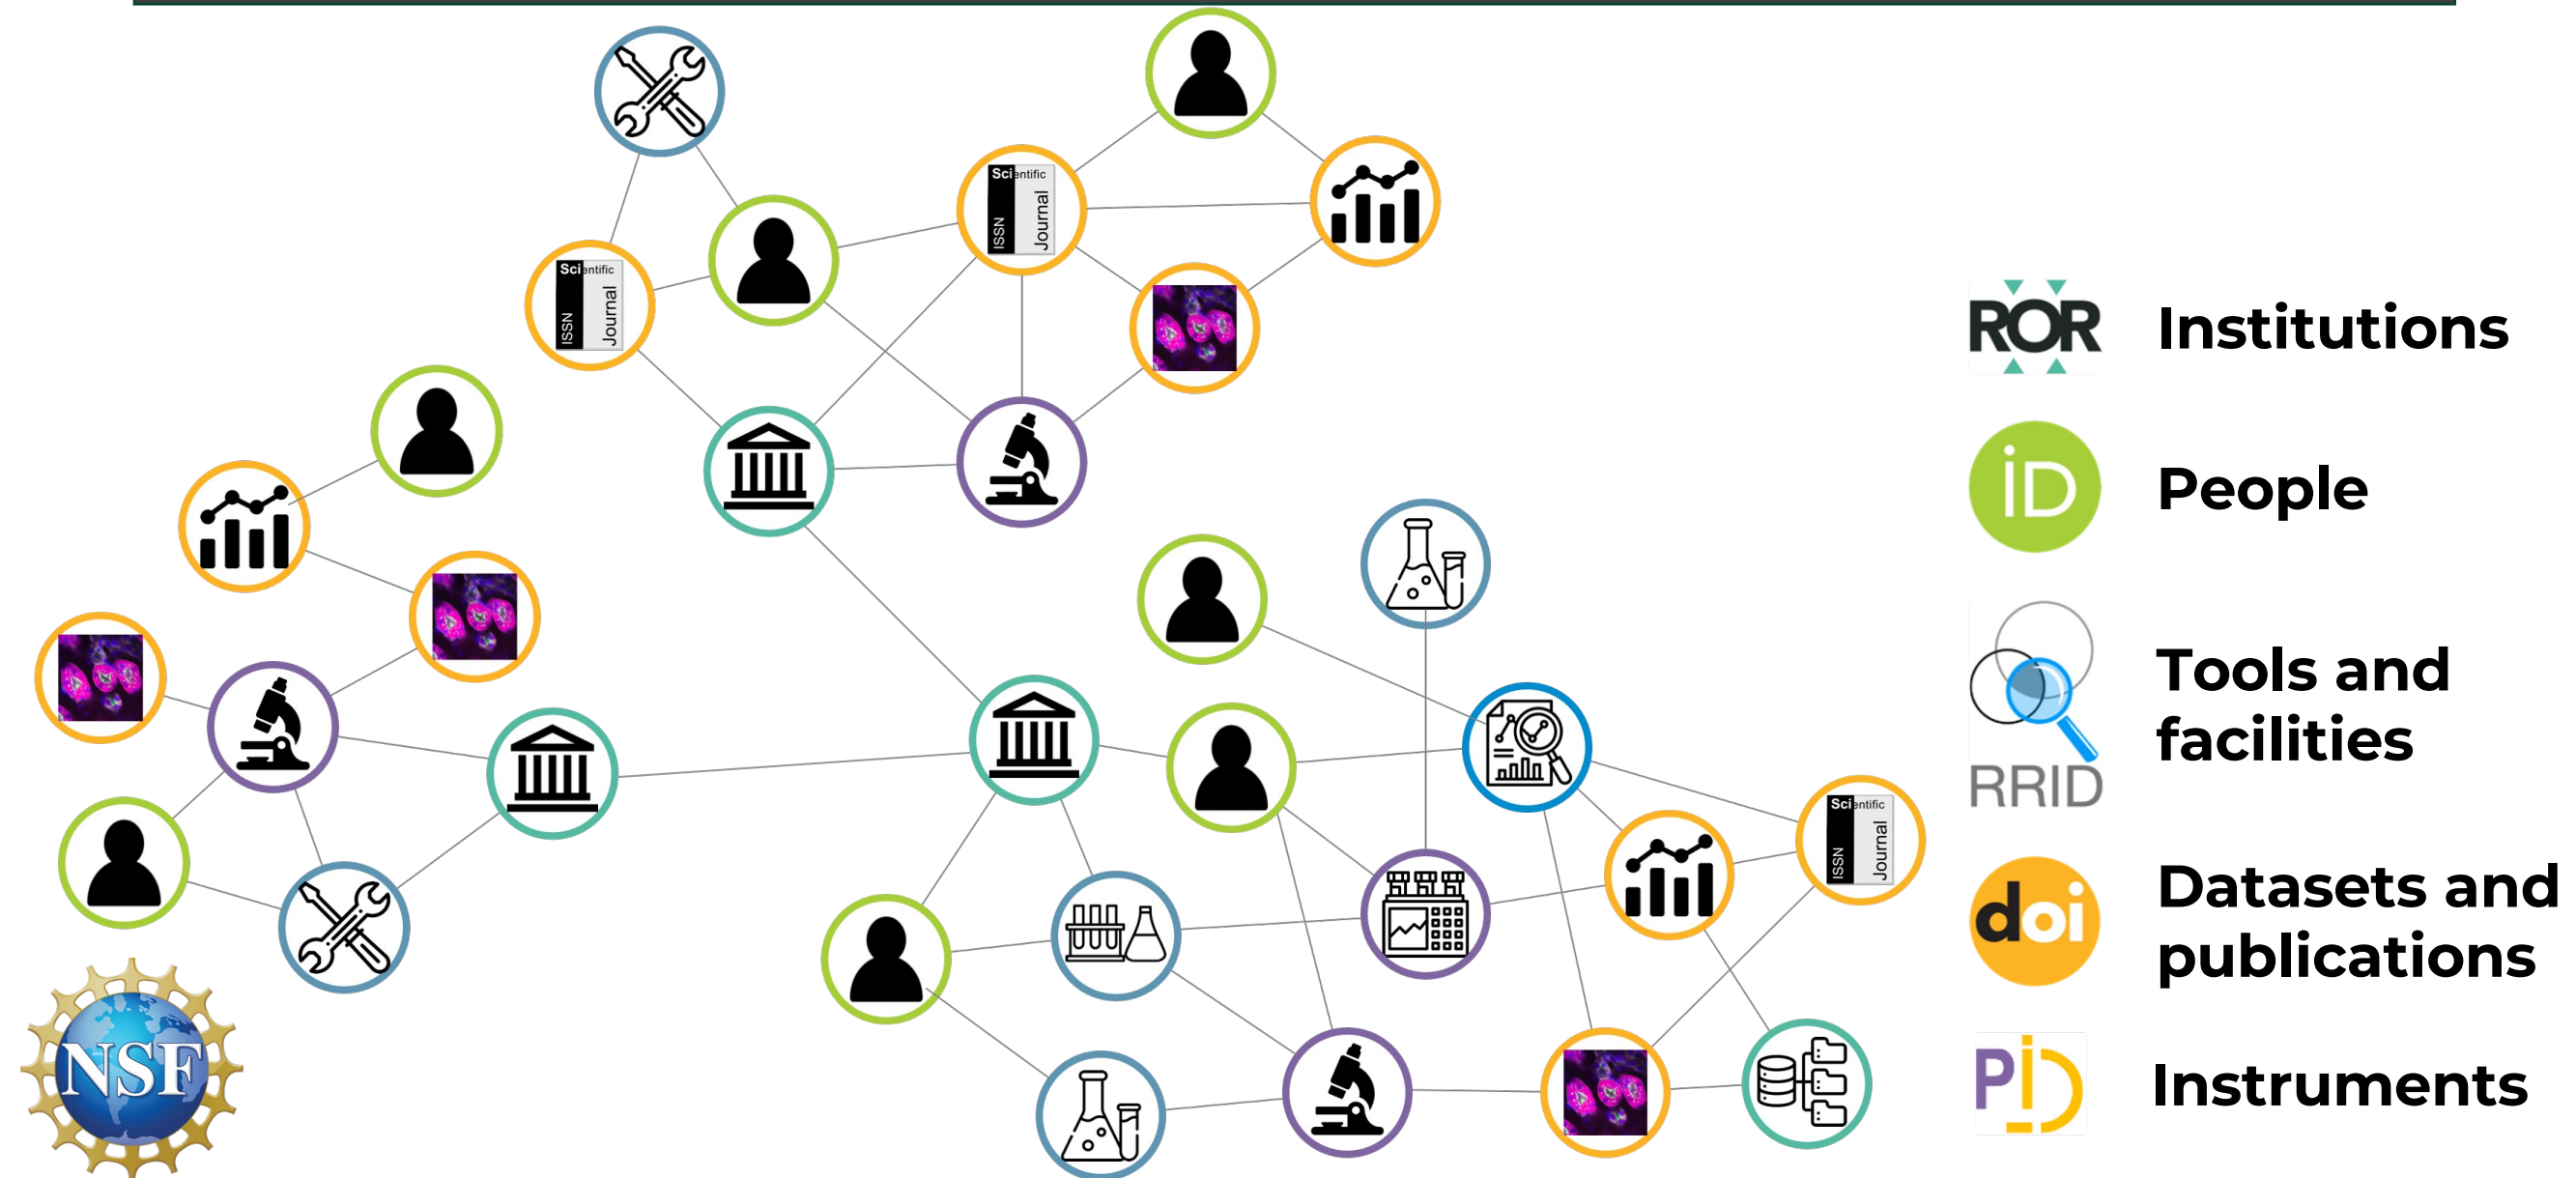 Scientific
ISSN
Journal
Scientific
ISSN
Journal
ROR
Institutions
iD
People
RRID
Tools and
facilities
Scientific
ISSN
Journal
doi
Datasets and
publications
NSF
PiD
Instruments